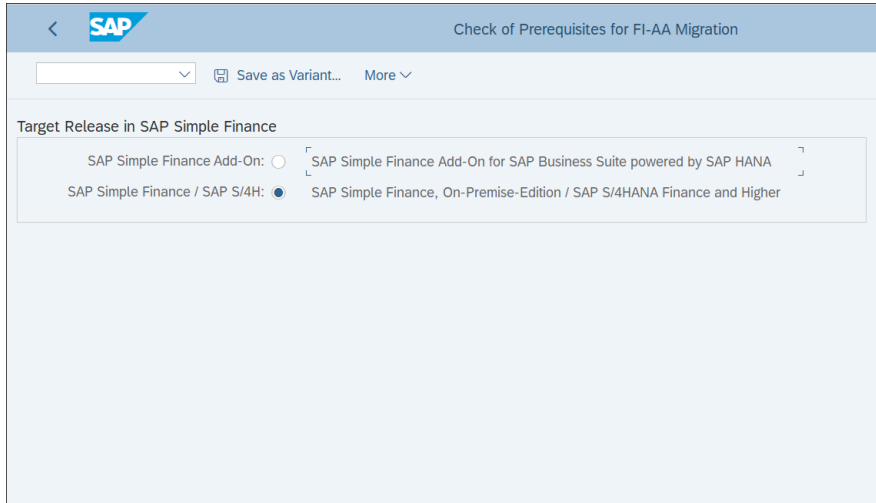 SAP
Check of Prerequisites for FI-AA Migration
Save as Variant... More
Target Release in SAP Simple Finance
SAP Simple Finance Add-On: SAP Simple Finance Add-On for SAP Business Suite powered by SAP HANA
SAP Simple Finance / SAP S/4H: SAP Simple Finance, On-Premise-Edition / SAP S/4HANA Finance and Higher